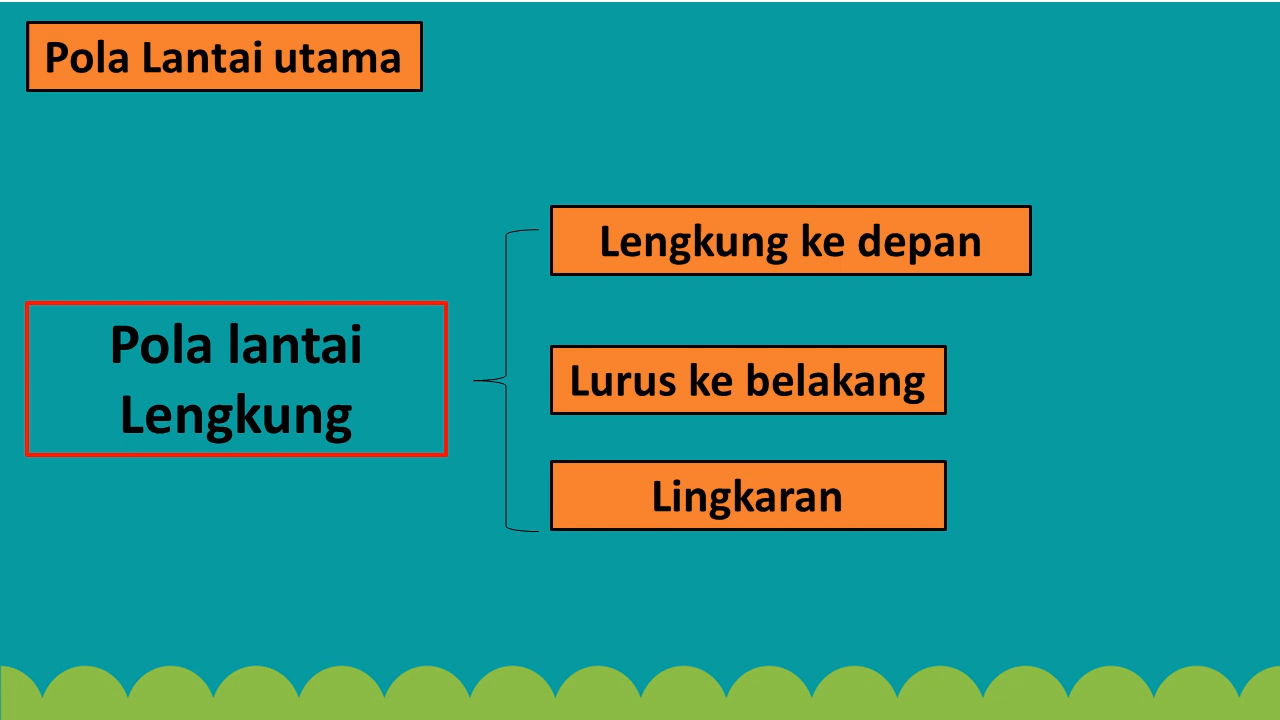 Pola Lantai utama
Lengkung ke depan
Pola lantai
Lengkung
Lurus ke belakang
Lingkaran